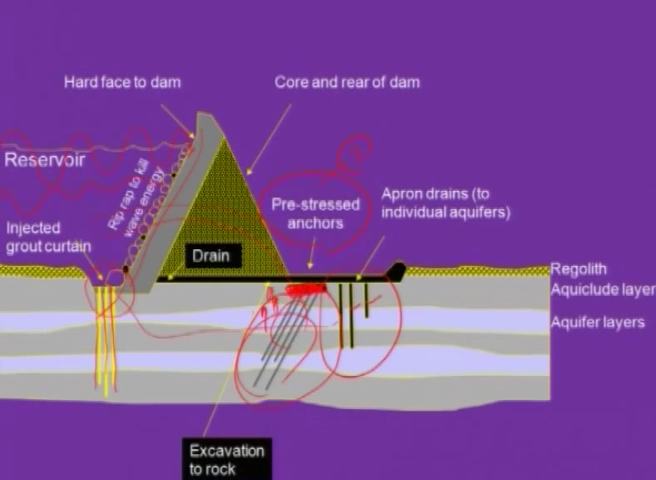 Hard face to dam
Core and rear of dam
Reservoir
Rip rap to kill
wave energy
Pre-stressed
anchors
Apron drains (to
individual aquifers)
Injected
grout curtain
Drain
Regolith
Aquiclude layer
Aquifer layers
Excavation
to rock